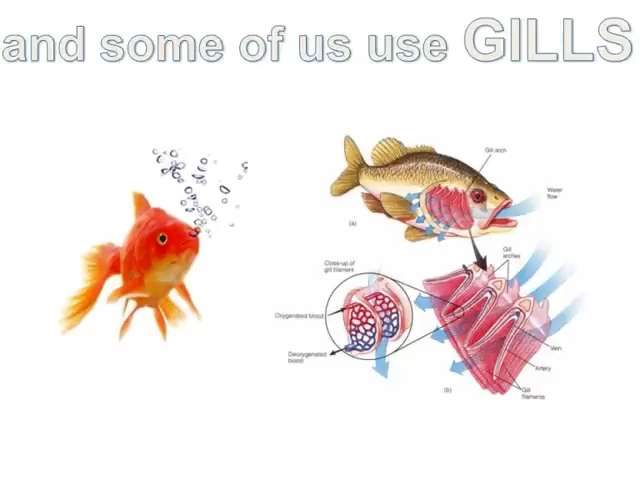 and some of us use GILLS
Gill arch
Water
flow
(a)
Gill
arches
Close-up of
gill filament
Oxygenated blood
Deoxygenated
blood
Vein
Artery
(b)
Gill
filaments